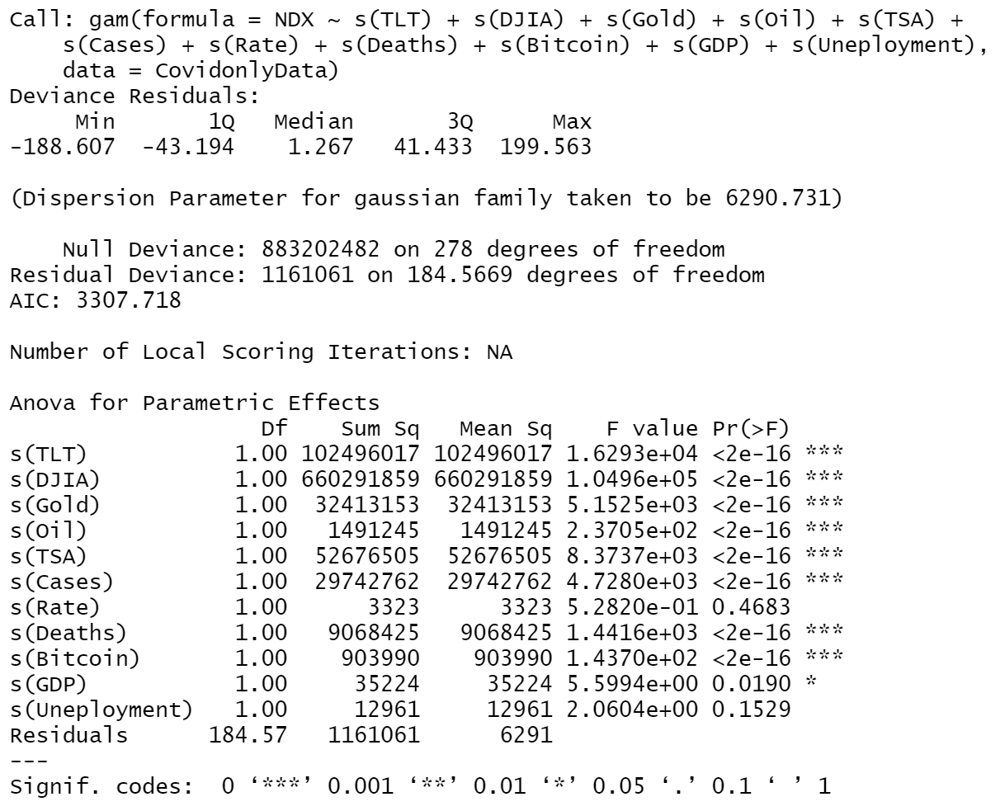 Call: gam(formula = NDX ~ s(TLT) + s(DJIA) + s(Gold) + s(Oil) + s(TSA) +
    s(Cases) + s(Rate) + s(Deaths) + s(Bitcoin) + s(GDP) + s(Uneployment),
    data = CovidonlyData)
Deviance Residuals:
     Min       1Q   Median       3Q      Max
-188.607  -43.194    1.267   41.433  199.563

(Dispersion Parameter for gaussian family taken to be 6290.731)

    Null Deviance: 883202482 on 278 degrees of freedom
Residual Deviance: 1161061 on 184.5669 degrees of freedom
AIC: 3307.718

Number of Local Scoring Iterations: NA

Anova for Parametric Effects
                   Df    Sum Sq   Mean Sq    F value Pr(>F)
s(TLT)           1.00 102496017 102496017 1.6293e+04 <2e-16 ***
s(DJIA)          1.00 660291859 660291859 1.0496e+05 <2e-16 ***
s(Gold)          1.00  32413153  32413153 5.1525e+03 <2e-16 ***
s(Oil)           1.00   1491245   1491245 2.3705e+02 <2e-16 ***
s(TSA)           1.00  52676505  52676505 8.3737e+03 <2e-16 ***
s(Cases)         1.00  29742762  29742762 4.7280e+03 <2e-16 ***
s(Rate)          1.00      3323      3323 5.2820e-01 0.4683
s(Deaths)        1.00   9068425   9068425 1.4416e+03 <2e-16 ***
s(Bitcoin)       1.00    903990    903990 1.4370e+02 <2e-16 ***
s(GDP)           1.00     35224     35224 5.5994e+00 0.0190 *
s(Uneployment)   1.00     12961     12961 2.0604e+00 0.1529
Residuals      184.57   1161061      6291
---
Signif. codes:  0 ‘***’ 0.001 ‘**’ 0.01 ‘*’ 0.05 ‘.’ 0.1 ‘ ’ 1